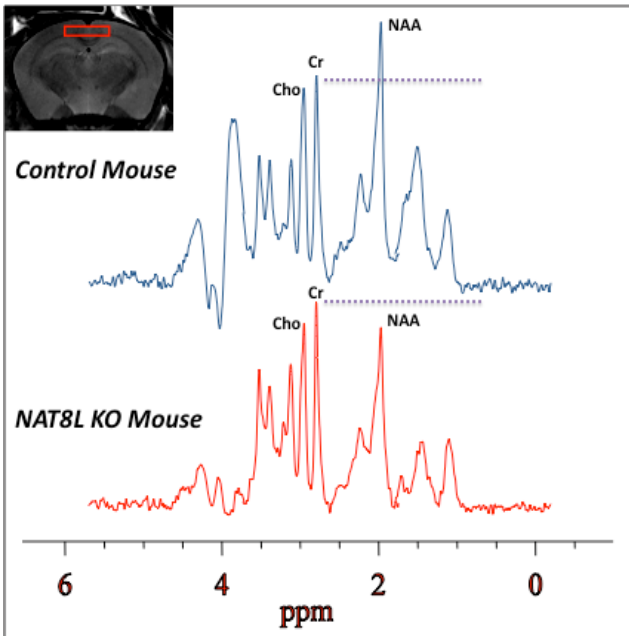 NAA
Cr
Cho
Control Mouse
Cr
Cho
NAA
NAT8L KO Mouse
6 4 2 0
ppm